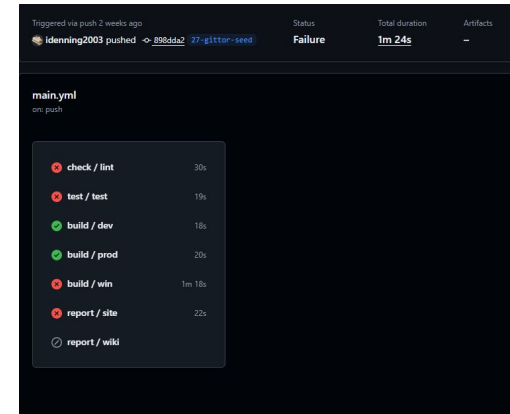 Triggered via push 2 weeks ago Status Total duration Artifacts
idenning2003 pushed 898dda2 27-gittor-seed Failure 1m 24s –
main.yml
on: push
check / lint 30s
test / test 19s
build / dev 18s
build / prod 20s
build / win 1m 18s
report / site 22s
report / wiki